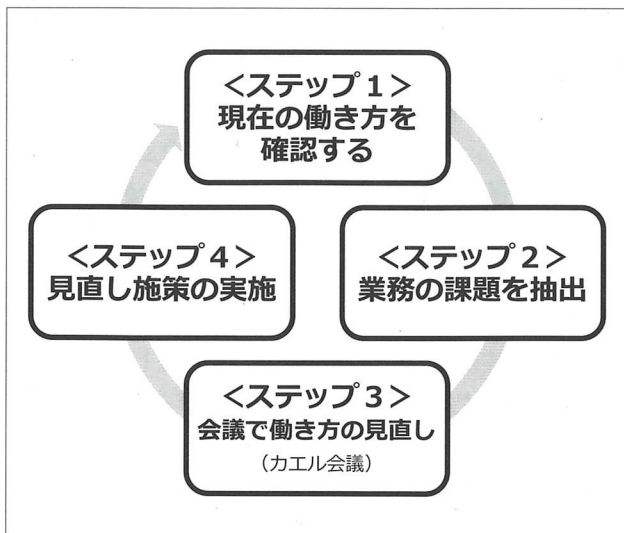 <ステップ１>
現在の働き方を
確認する
<ステップ２>
業務の課題を抽出
<ステップ３>
会議で働き方の見直し
（カエル会議）
<ステップ４>
見直し施策の実施